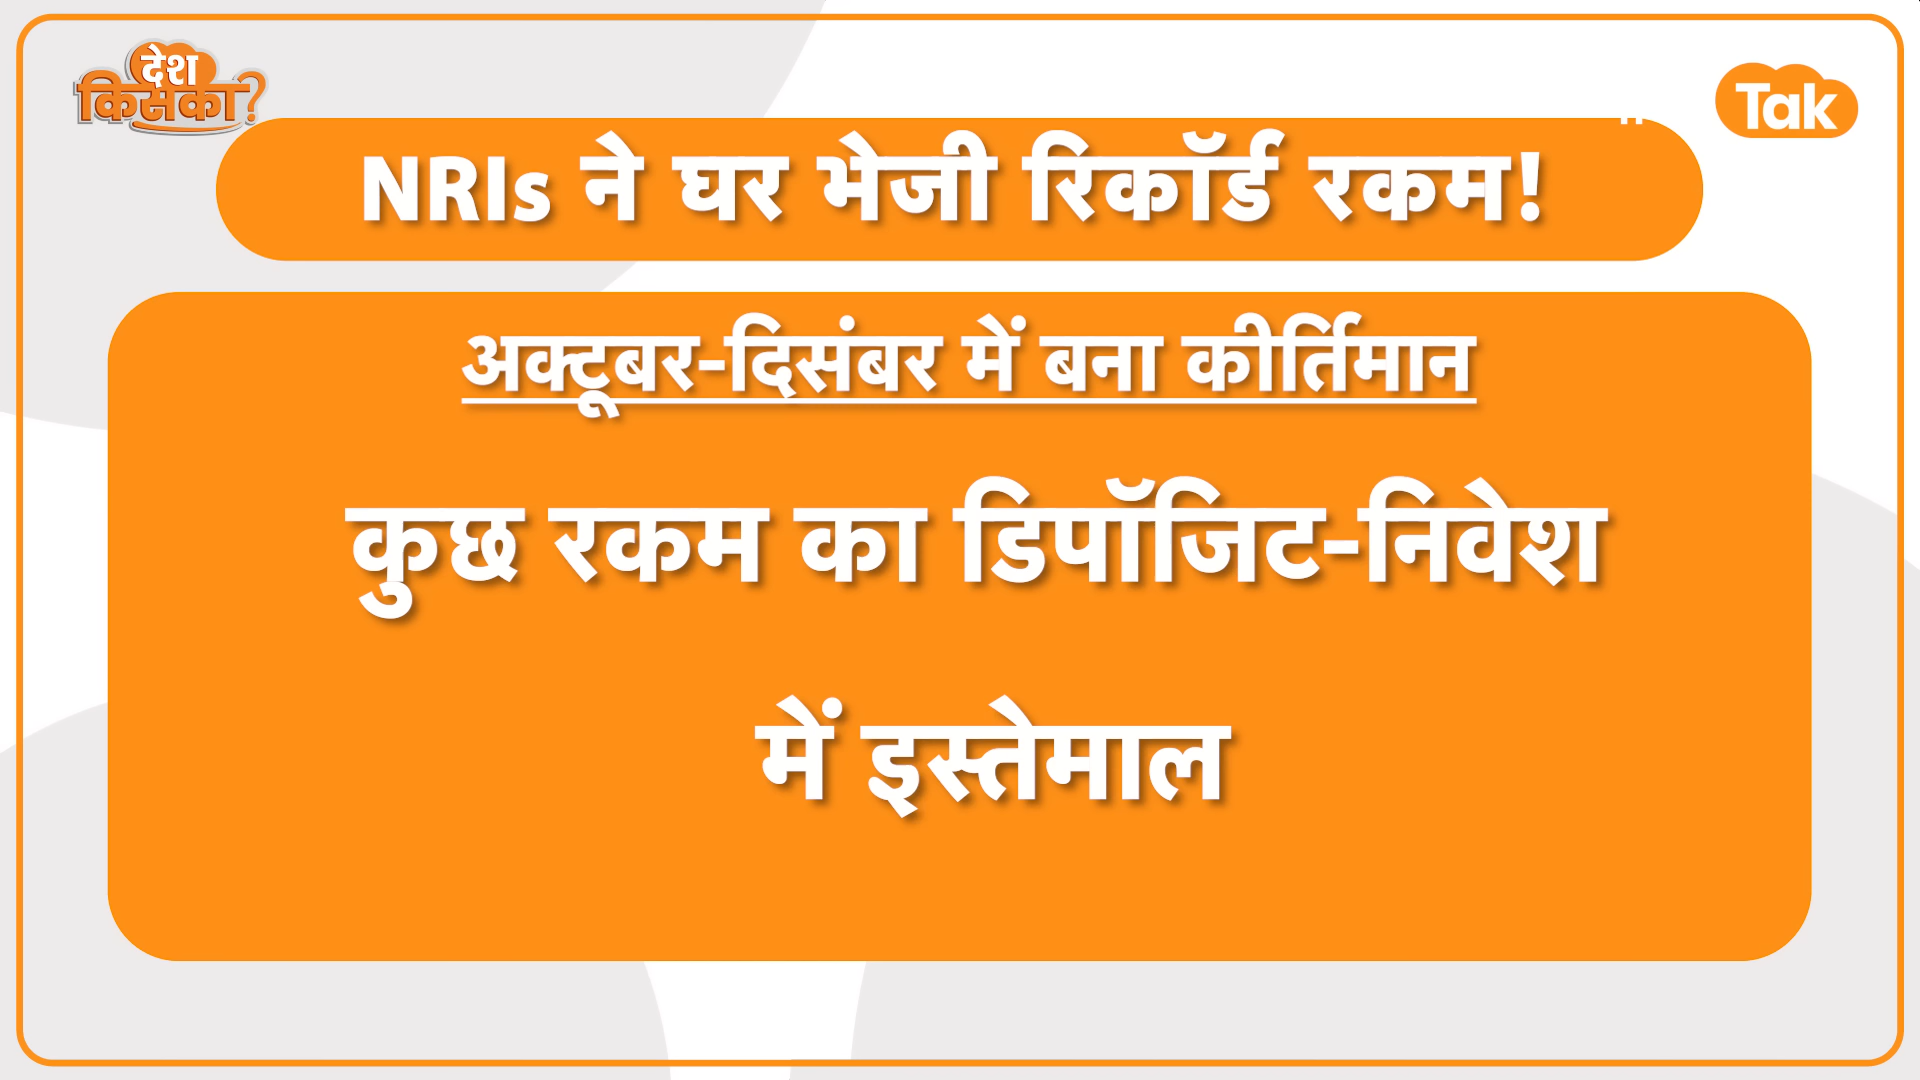 देश
किसका?
Tak
NRIs ने घर भेजी रिकॉर्ड रकम!
अक्टूबर-दिसंबर में बना कीर्तिमान
कुछ रकम का डिपॉजिट-निवेश
में इस्तेमाल